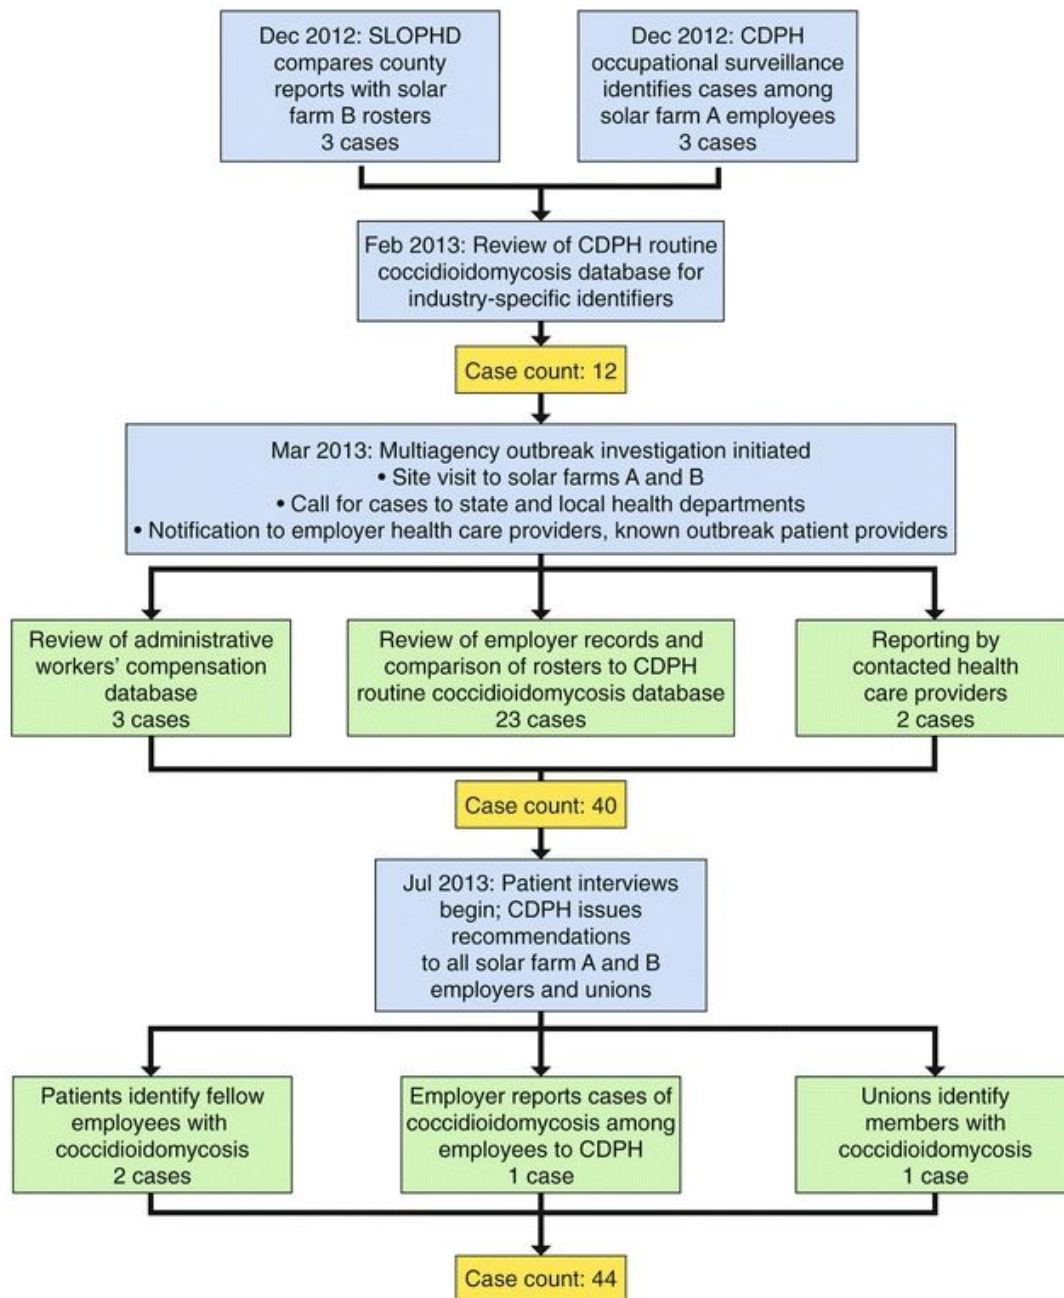 Dec 2012: SLOPHD
compares county
reports with solar
farm B rosters
3 cases
Dec 2012: CDPH
occupational surveillance
identifies cases among
solar farm A employees
3 cases
Feb 2013: Review of CDPH routine
coccidioidomycosis database for
industry-specific identifiers
Case count: 12
Mar 2013: Multiagency outbreak investigation initiated
• Site visit to solar farms A and B
• Call for cases to state and local health departments
• Notification to employer health care providers, known outbreak patient providers
Review of administrative
workers’ compensation
database
3 cases
Review of employer records and
comparison of rosters to CDPH
routine coccidioidomycosis database
23 cases
Reporting by
contacted health
care providers
2 cases
Case count: 40
Jul 2013: Patient interviews
begin; CDPH issues
recommendations
to all solar farm A and B
employers and unions
Patients identify fellow
employees with
coccidioidomycosis
2 cases
Employer reports cases of
coccidioidomycosis among
employees to CDPH
1 case
Unions identify
members with
coccidioidomycosis
1 case
Case count: 44